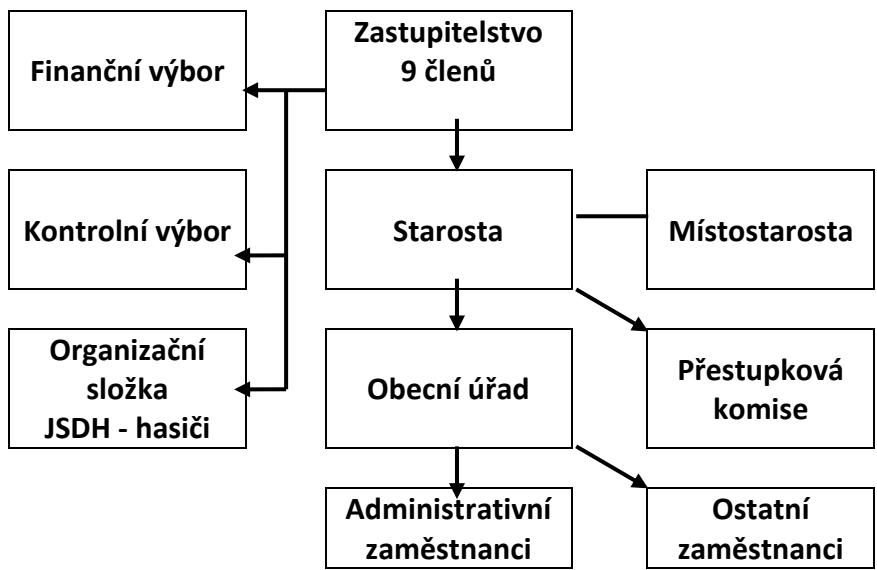 Zastupitelstvo
9 členů
Finanční výbor
Kontrolní výbor
Starosta
Místostarosta
Organizační
složka
JSDH - hasiči
Obecní úřad
Přestupková
komise
Administrativní
zaměstnanci
Ostatní
zaměstnanci